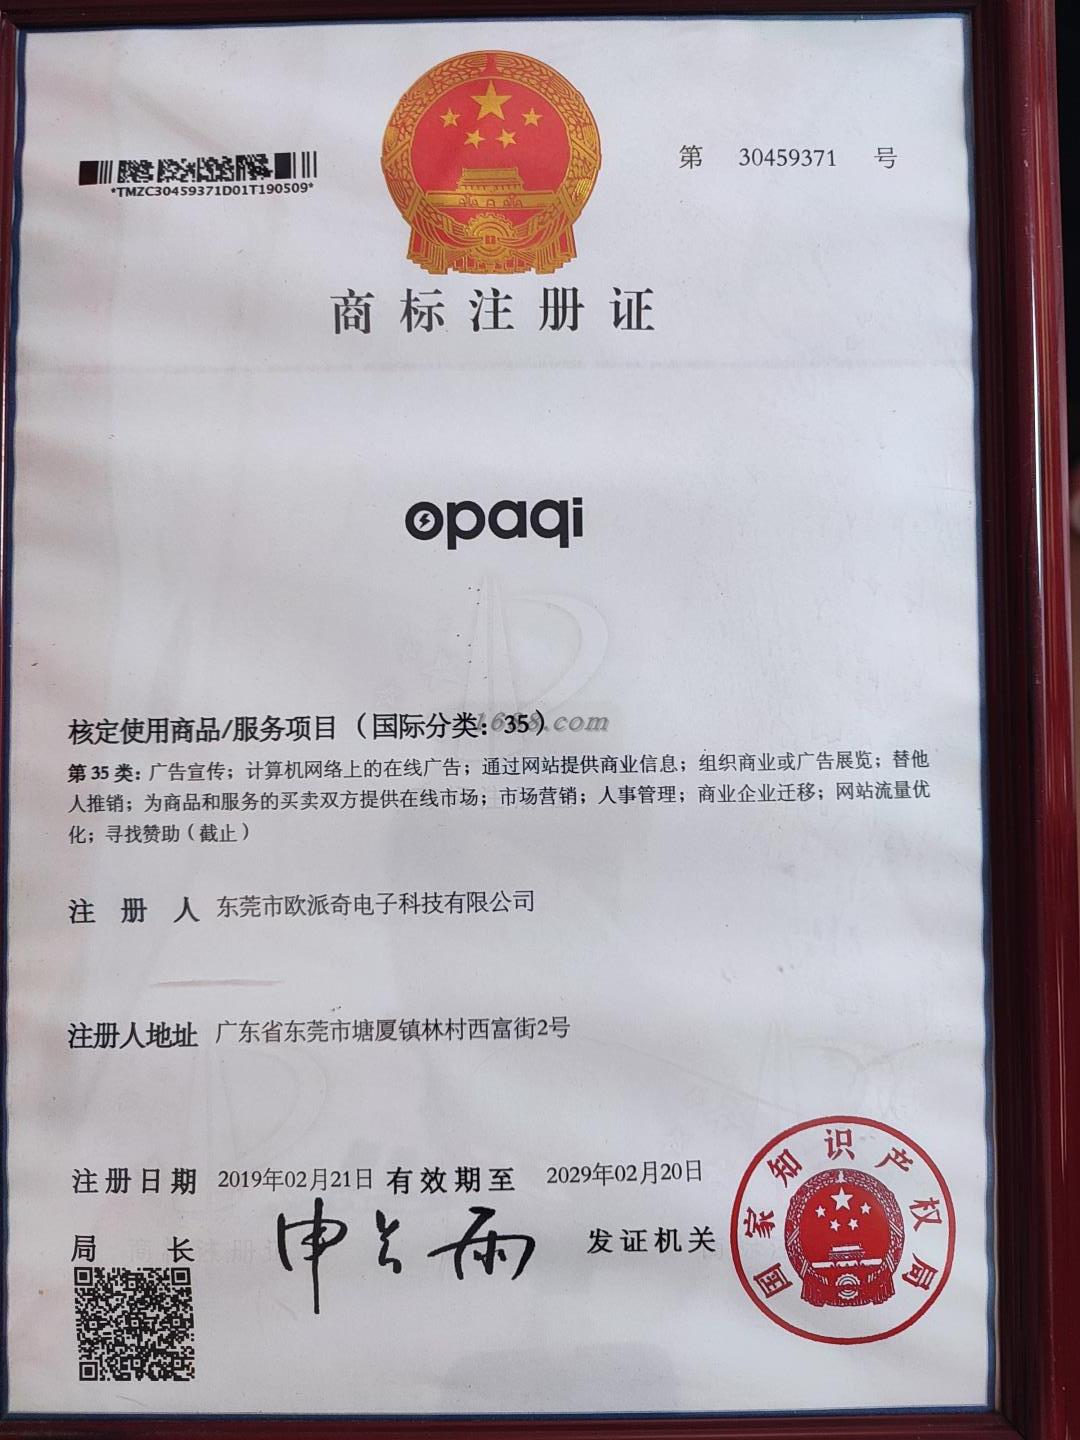 第 30459371 号
*TMZC30459371D01T190509*
商标注册证
opaqi
1688.com
核定使用商品/服务项目（国际分类：35）
第 35 类：广告宣传；计算机网络上的在线广告；通过网站提供商业信息；组织商业或广告展览；替他
人推销；为商品和服务的买卖双方提供在线市场；市场营销；人事管理；商业企业迁移；网站流量优
化；寻找赞助（截止）
注册人 东莞市欧派奇电子科技有限公司
注册人地址 广东省东莞市塘厦镇林村西富街2号
注册日期 2019年02月21日 有效期至 2029年02月20日
局长 申长雨 发证机关
国家知识产权局